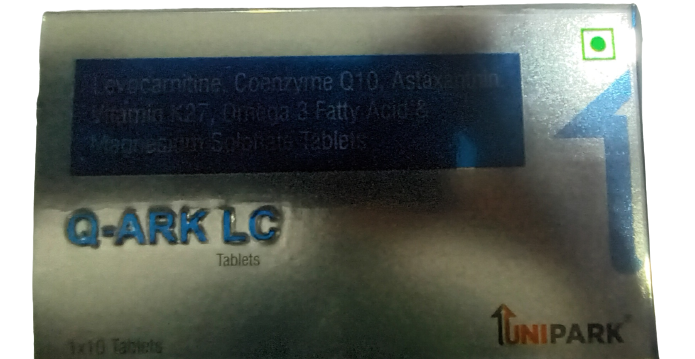 Levocarnitine, Coenzyme Q10, Astaxanthin
Vitamin K27, Omega 3 Fatty Acid &
Magnesium Sulphate Tablets
Q-ARK LC
Tablets
1x10 Tablets
UNIPARK